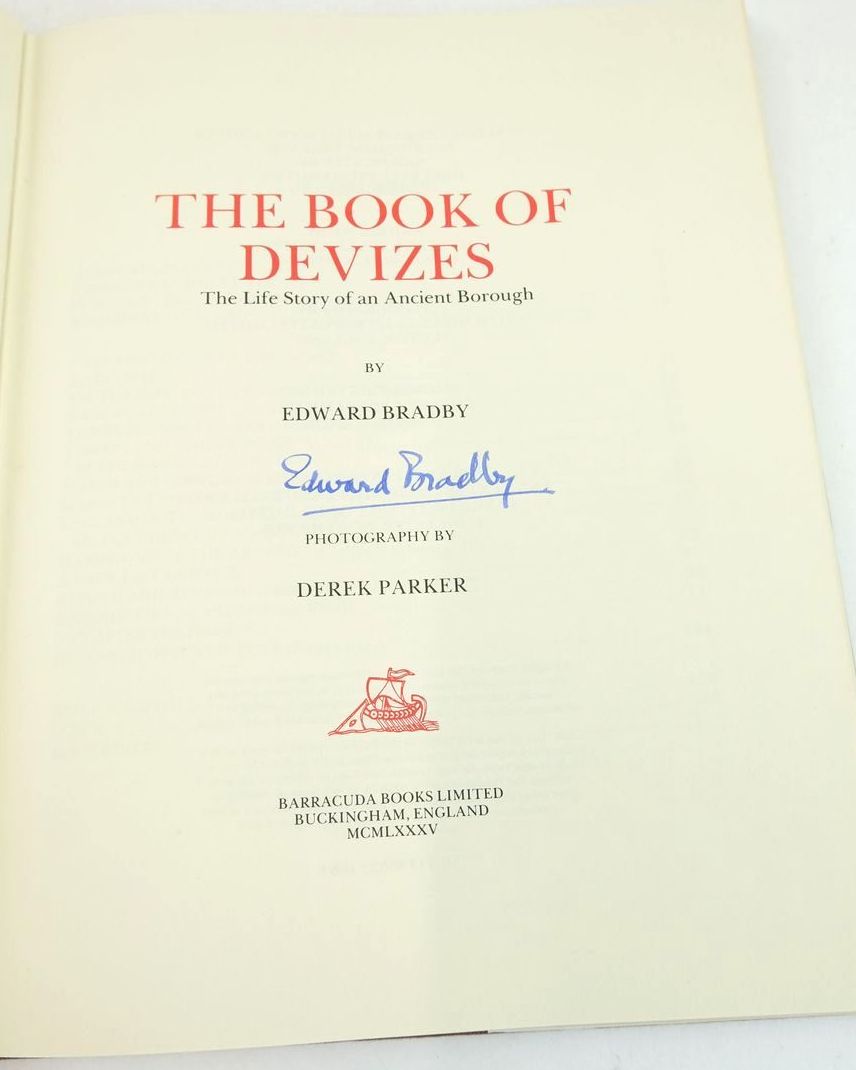 THE BOOK OF
DEVIZES
The Life Story of an Ancient Borough
BY
EDWARD BRADBY
Edward Bradby
PHOTOGRAPHY BY
DEREK PARKER
BARRACUDA BOOKS LIMITED
BUCKINGHAM, ENGLAND
MCMLXXXV